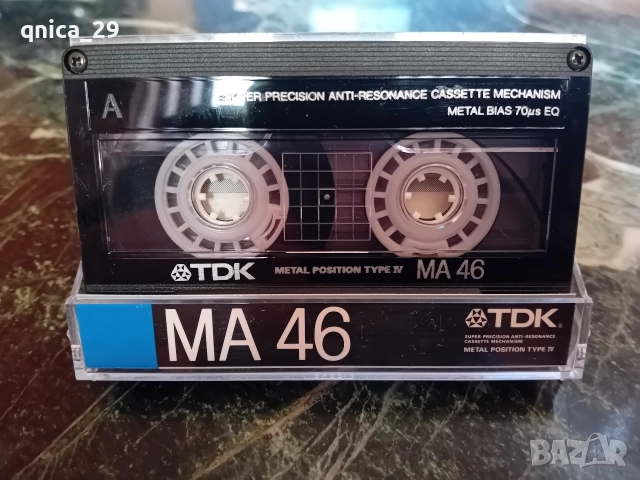 qnica_29
A
SUPER PRECISION ANTI-RESONANCE CASSETTE MECHANISM
METAL BIAS 70µs EQ
TDK METAL POSITION TYPE IV MA 46
MA 46
TDK
SUPER PRECISION ANTI-RESONANCE
CASSETTE MECHANISM
METAL POSITION TYPE IV
BAZAR